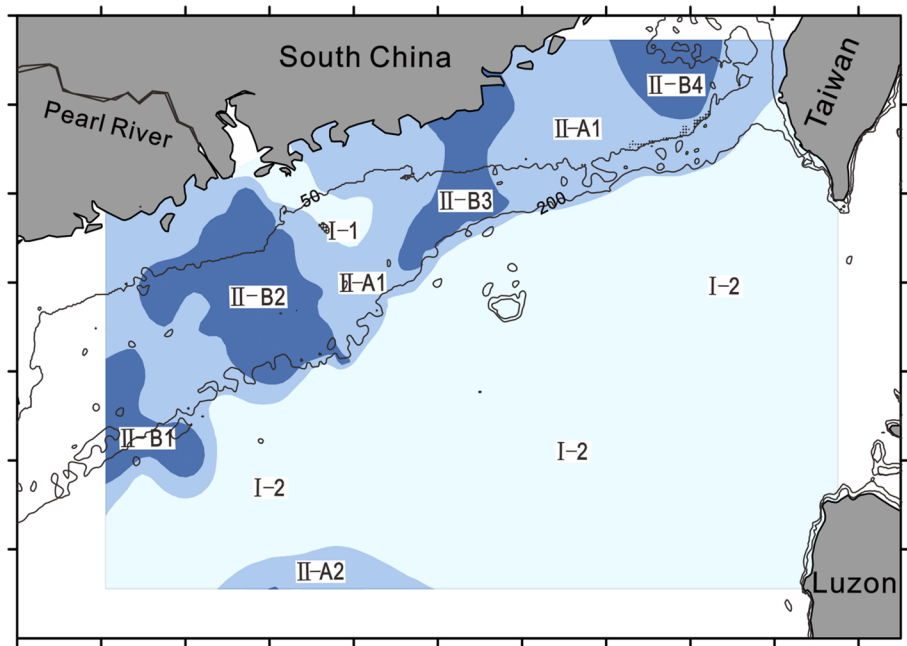 South China
Pearl River
Taiwan
Ⅱ-B4
Ⅱ-A1
50
Ⅱ-B3
200
Ⅰ-1
Ⅱ-A1
Ⅰ-2
Ⅱ-B2
Ⅱ-B1
Ⅰ-2
Ⅰ-2
Ⅱ-A2
Luzon